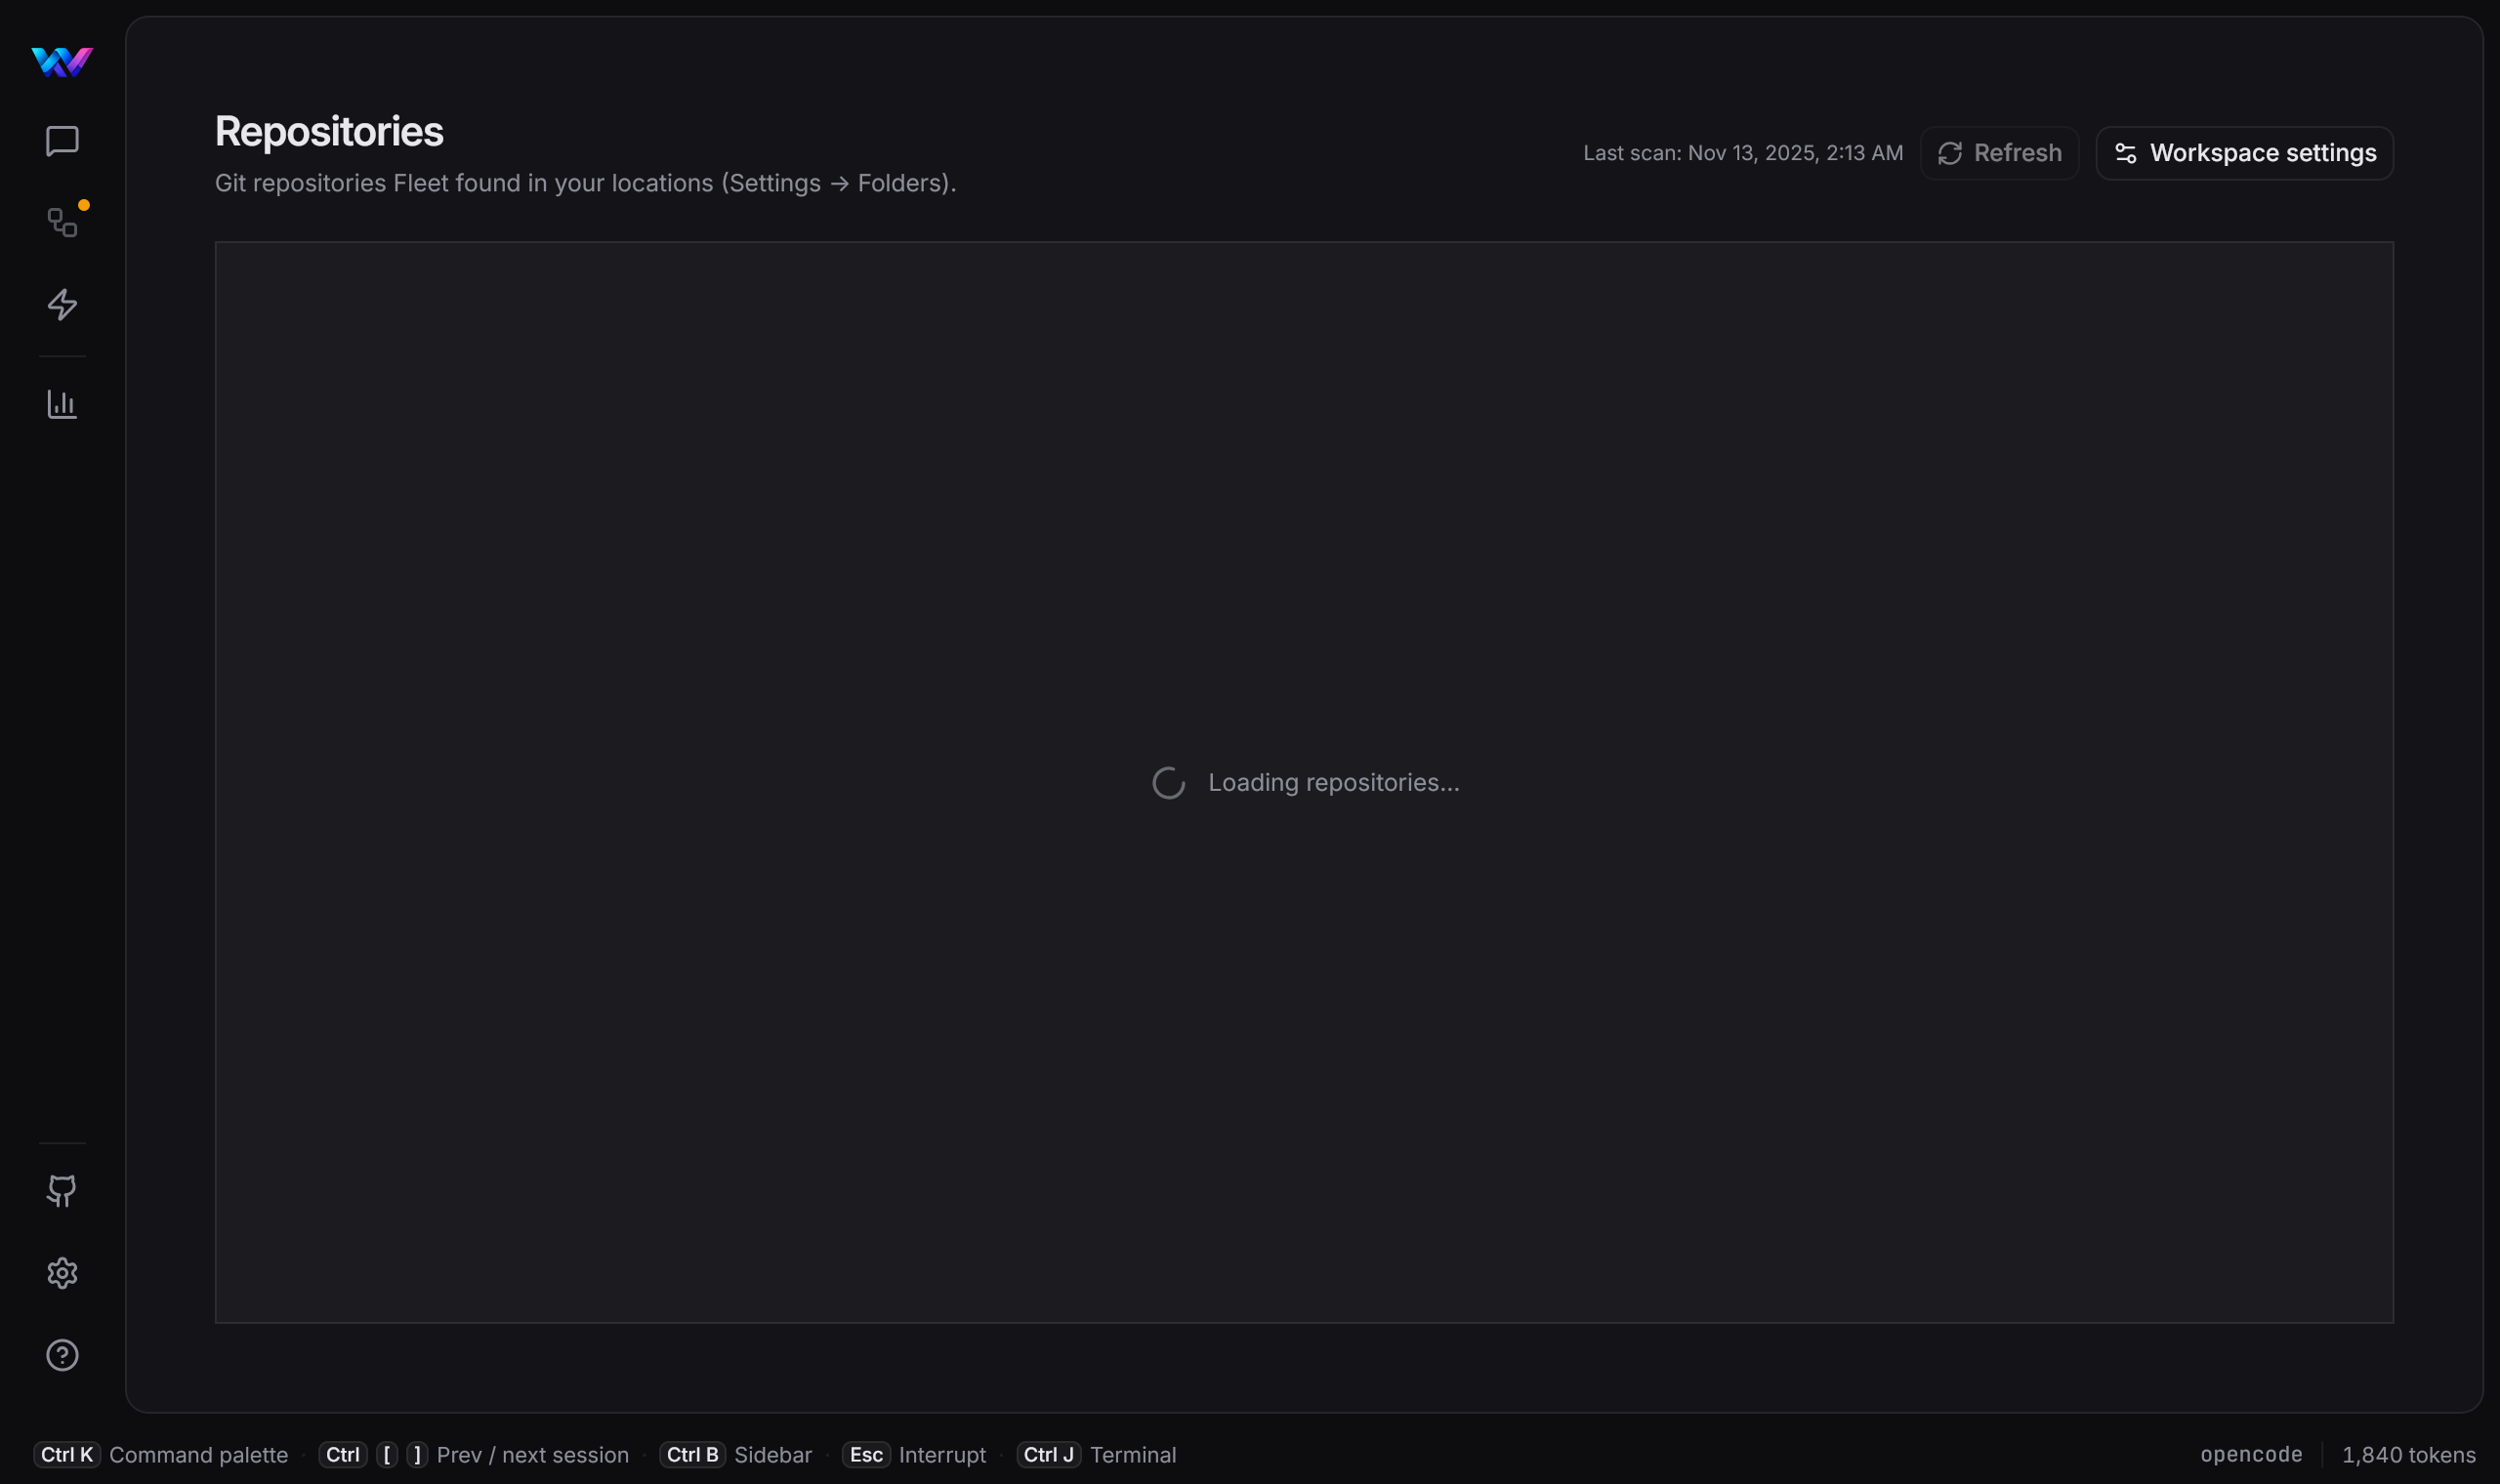 Repositories
Git repositories Fleet found in your locations (Settings → Folders).
Last scan: Nov 13, 2025, 2:13 AM
Refresh
Workspace settings
Loading repositories...
Ctrl K Command palette · Ctrl [ ] Prev / next session · Ctrl B Sidebar · Esc Interrupt · Ctrl J Terminal
opencode
1,840 tokens